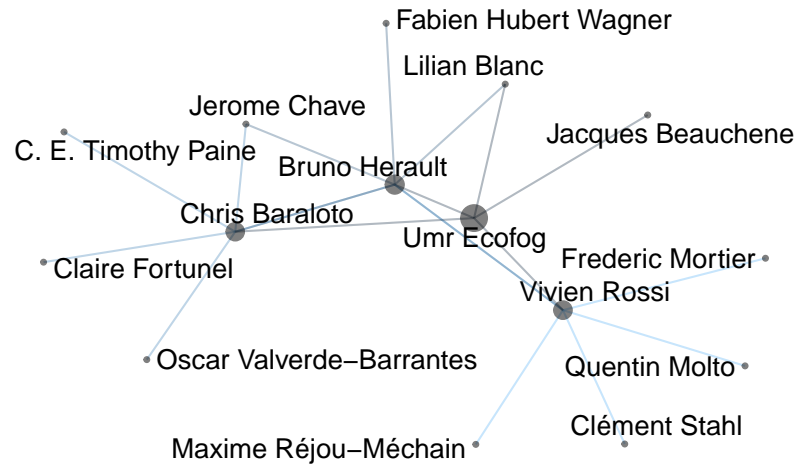 Fabien Hubert Wagner
Lilian Blanc
Jerome Chave
Jacques Beauchene
C. E. Timothy Paine
Bruno Herault
Chris Baraloto
Umr Ecofog
Frederic Mortier
Claire Fortunel
Vivien Rossi
Oscar Valverde−Barrantes
Quentin Molto
Clément Stahl
Maxime Réjou−Méchain